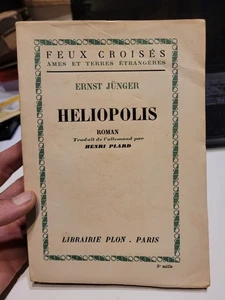 FEUX CROISÉS
AMES ET TERRES ÉTRANGÈRES
ERNST JÜNGER
HELIOPOLIS
ROMAN
Traduit de l'allemand par
HENRI PLARD
LIBRAIRIE PLON - PARIS